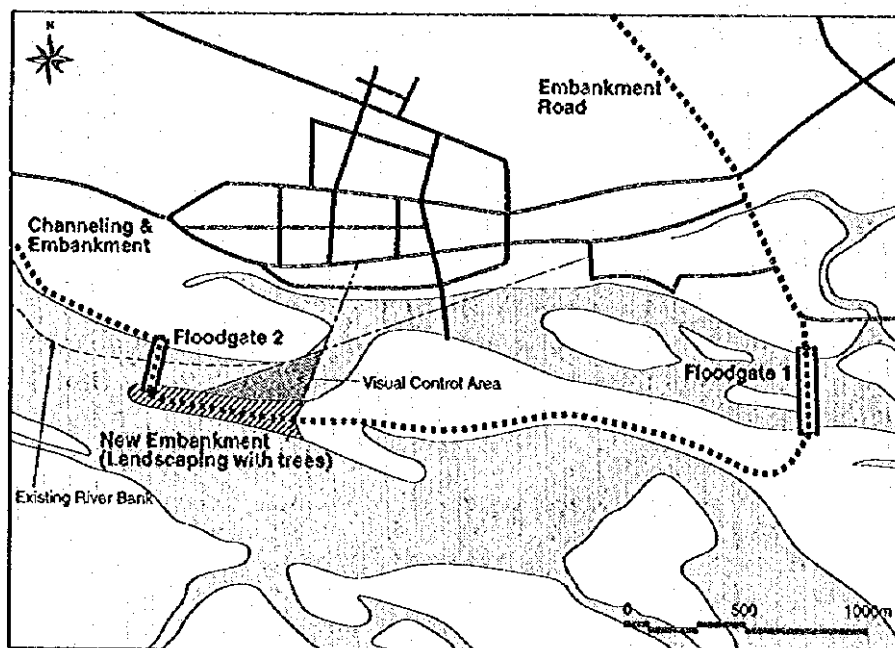 N
Embankment
Road
Channeling &
Embankment
Floodgate 2
Visual Control Area
Floodgate 1
New Embankment
(Landscaping with trees)
Existing River Bank
0 500 1000m